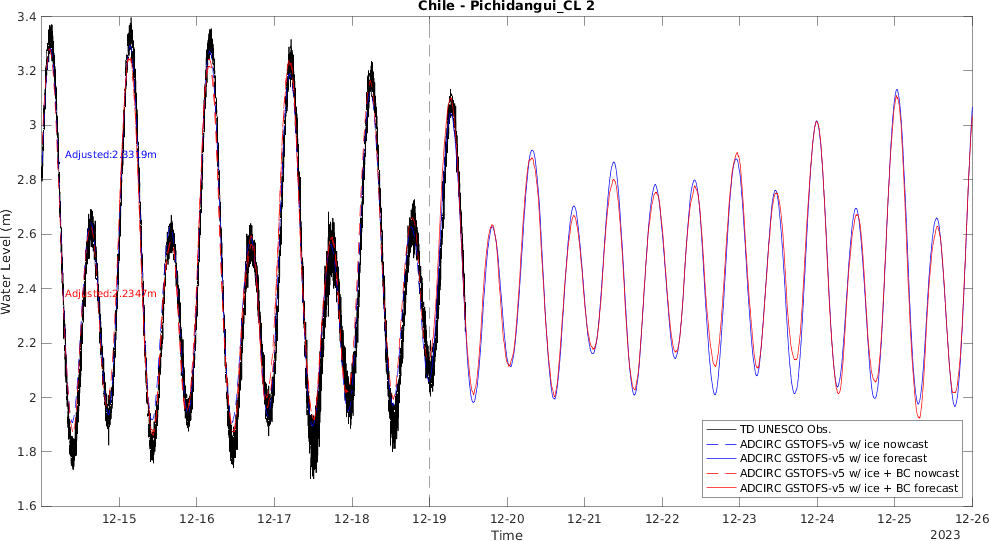 Chile - Pichidangui_CL 2
Water Level (m)
3.4
3.2
3
2.8
2.6
2.4
2.2
2
1.8
1.6
Adjusted:2.3319m
Adjusted:2.2347m
TD UNESCO Obs.
ADCIRC GSTOFS-v5 w/ ice nowcast
ADCIRC GSTOFS-v5 w/ ice forecast
ADCIRC GSTOFS-v5 w/ ice + BC nowcast
ADCIRC GSTOFS-v5 w/ ice + BC forecast
12-15 12-16 12-17 12-18 12-19 12-20 12-21 12-22 12-23 12-24 12-25 12-26
Time
2023